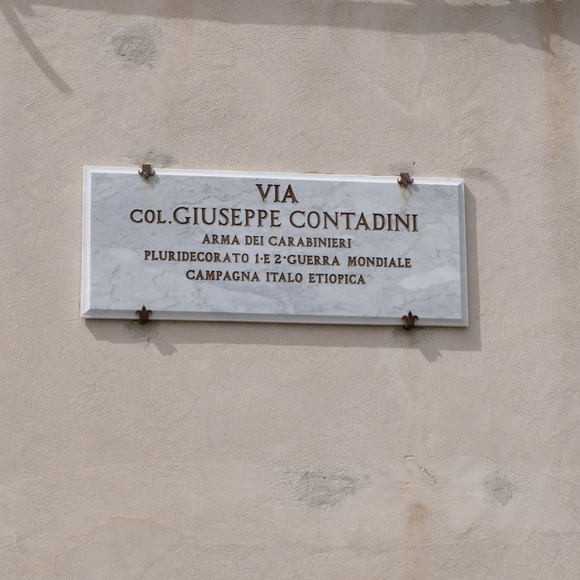 VIA
COL. GIUSEPPE CONTADINI
ARMA DEI CARABINIERI
PLURIDECORATO 1· E 2· GUERRA MONDIALE
CAMPAGNA ITALO ETIOPICA